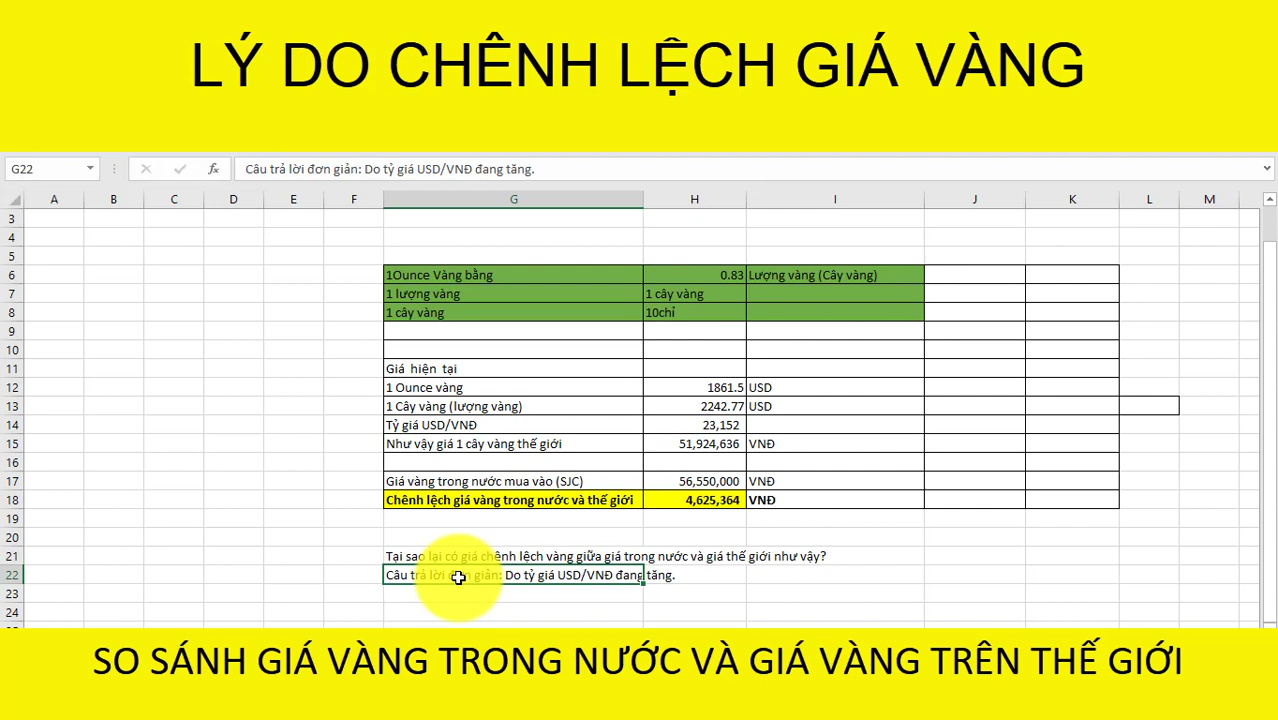 LÝ DO CHÊNH LỆCH GIÁ VÀNG
G22 fx Câu trả lời đơn giản: Do tỷ giá USD/VNĐ đang tăng.
A B C D E F G H I J K L M
3
4
5
6 1Ounce Vàng bằng 0.83 Lượng vàng (Cây vàng)
7 1 lượng vàng 1 cây vàng
8 1 cây vàng 10chỉ
9
10
11 Giá hiện tại
12 1 Ounce vàng 1861.5 USD
13 1 Cây vàng (lượng vàng) 2242.77 USD
14 Tỷ giá USD/VNĐ 23,152
15 Như vậy giá 1 cây vàng thế giới 51,924,636 VNĐ
16
17 Giá vàng trong nước mua vào (SJC) 56,550,000 VNĐ
18 Chênh lệch giá vàng trong nước và thế giới 4,625,364 VNĐ
19
20
21 Tại sao lại có giá chênh lệch vàng giữa giá trong nước và giá thế giới như vậy?
22 Câu trả lời đơn giản: Do tỷ giá USD/VNĐ đang tăng.
23
24
SO SÁNH GIÁ VÀNG TRONG NƯỚC VÀ GIÁ VÀNG TRÊN THẾ GIỚI